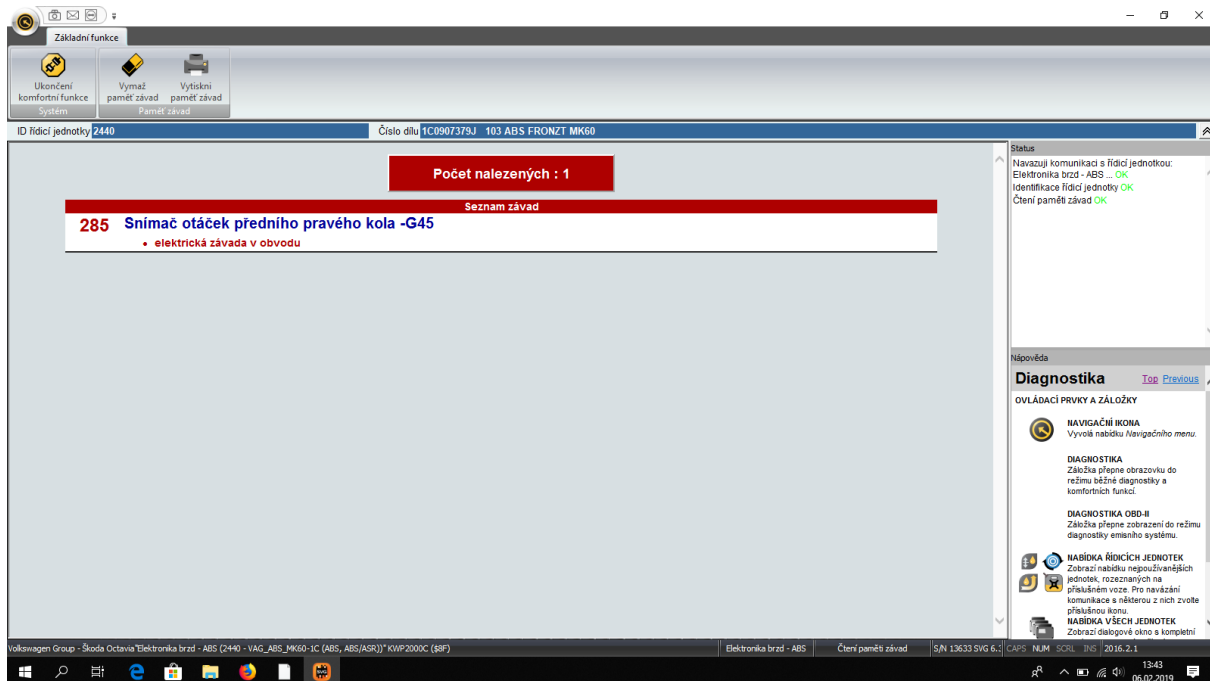 Základní funkce
Ukončení komfortní funkce
Vymaž paměť závad
Vytiskni paměť závad
Systém
Paměť závad
ID řídicí jednotky 2440
Číslo dílu 1C0907379J 103 ABS FRONZT MK60
Počet nalezených : 1
Seznam závad
285 Snímač otáček předního pravého kola -G45
• elektrická závada v obvodu
Status
Navazuji komunikaci s řídicí jednotkou:
Elektronika brzd - ABS ... OK
Identifikace řídicí jednotky OK
Čtení paměti závad OK
Nápověda
Diagnostika Top Previous
OVLÁDACÍ PRVKY A ZÁLOŽKY
NAVIGAČNÍ IKONA
Vyvolá nabídku Navigačního menu.
DIAGNOSTIKA
Záložka přepne obrazovku do
režimu běžné diagnostiky a
komfortních funkcí.
DIAGNOSTIKA OBD-II
Záložka přepne zobrazení do režimu
diagnostiky emisního systému.
NABÍDKA ŘÍDICÍCH JEDNOTEK
Zobrazí nabídku nejpoužívanějších
jednotek, rozeznaných na
příslušném voze. Pro navázání
komunikace s některou z nich zvolte
příslušnou ikonu.
NABÍDKA VŠECH JEDNOTEK
Zobrazí dialogové okno s kompletní
Volkswagen Group - Škoda Octavia"Elektronika brzd - ABS (2440 - VAG_ABS_MK60-1C (ABS, ABS/ASR))" KWP2000C ($8F)
Elektronika brzd - ABS
Čtení paměti závad
S/N 13633 SVG 6.
CAPS NUM SCRL INS 2016.2.1
13:43
06.02.2019